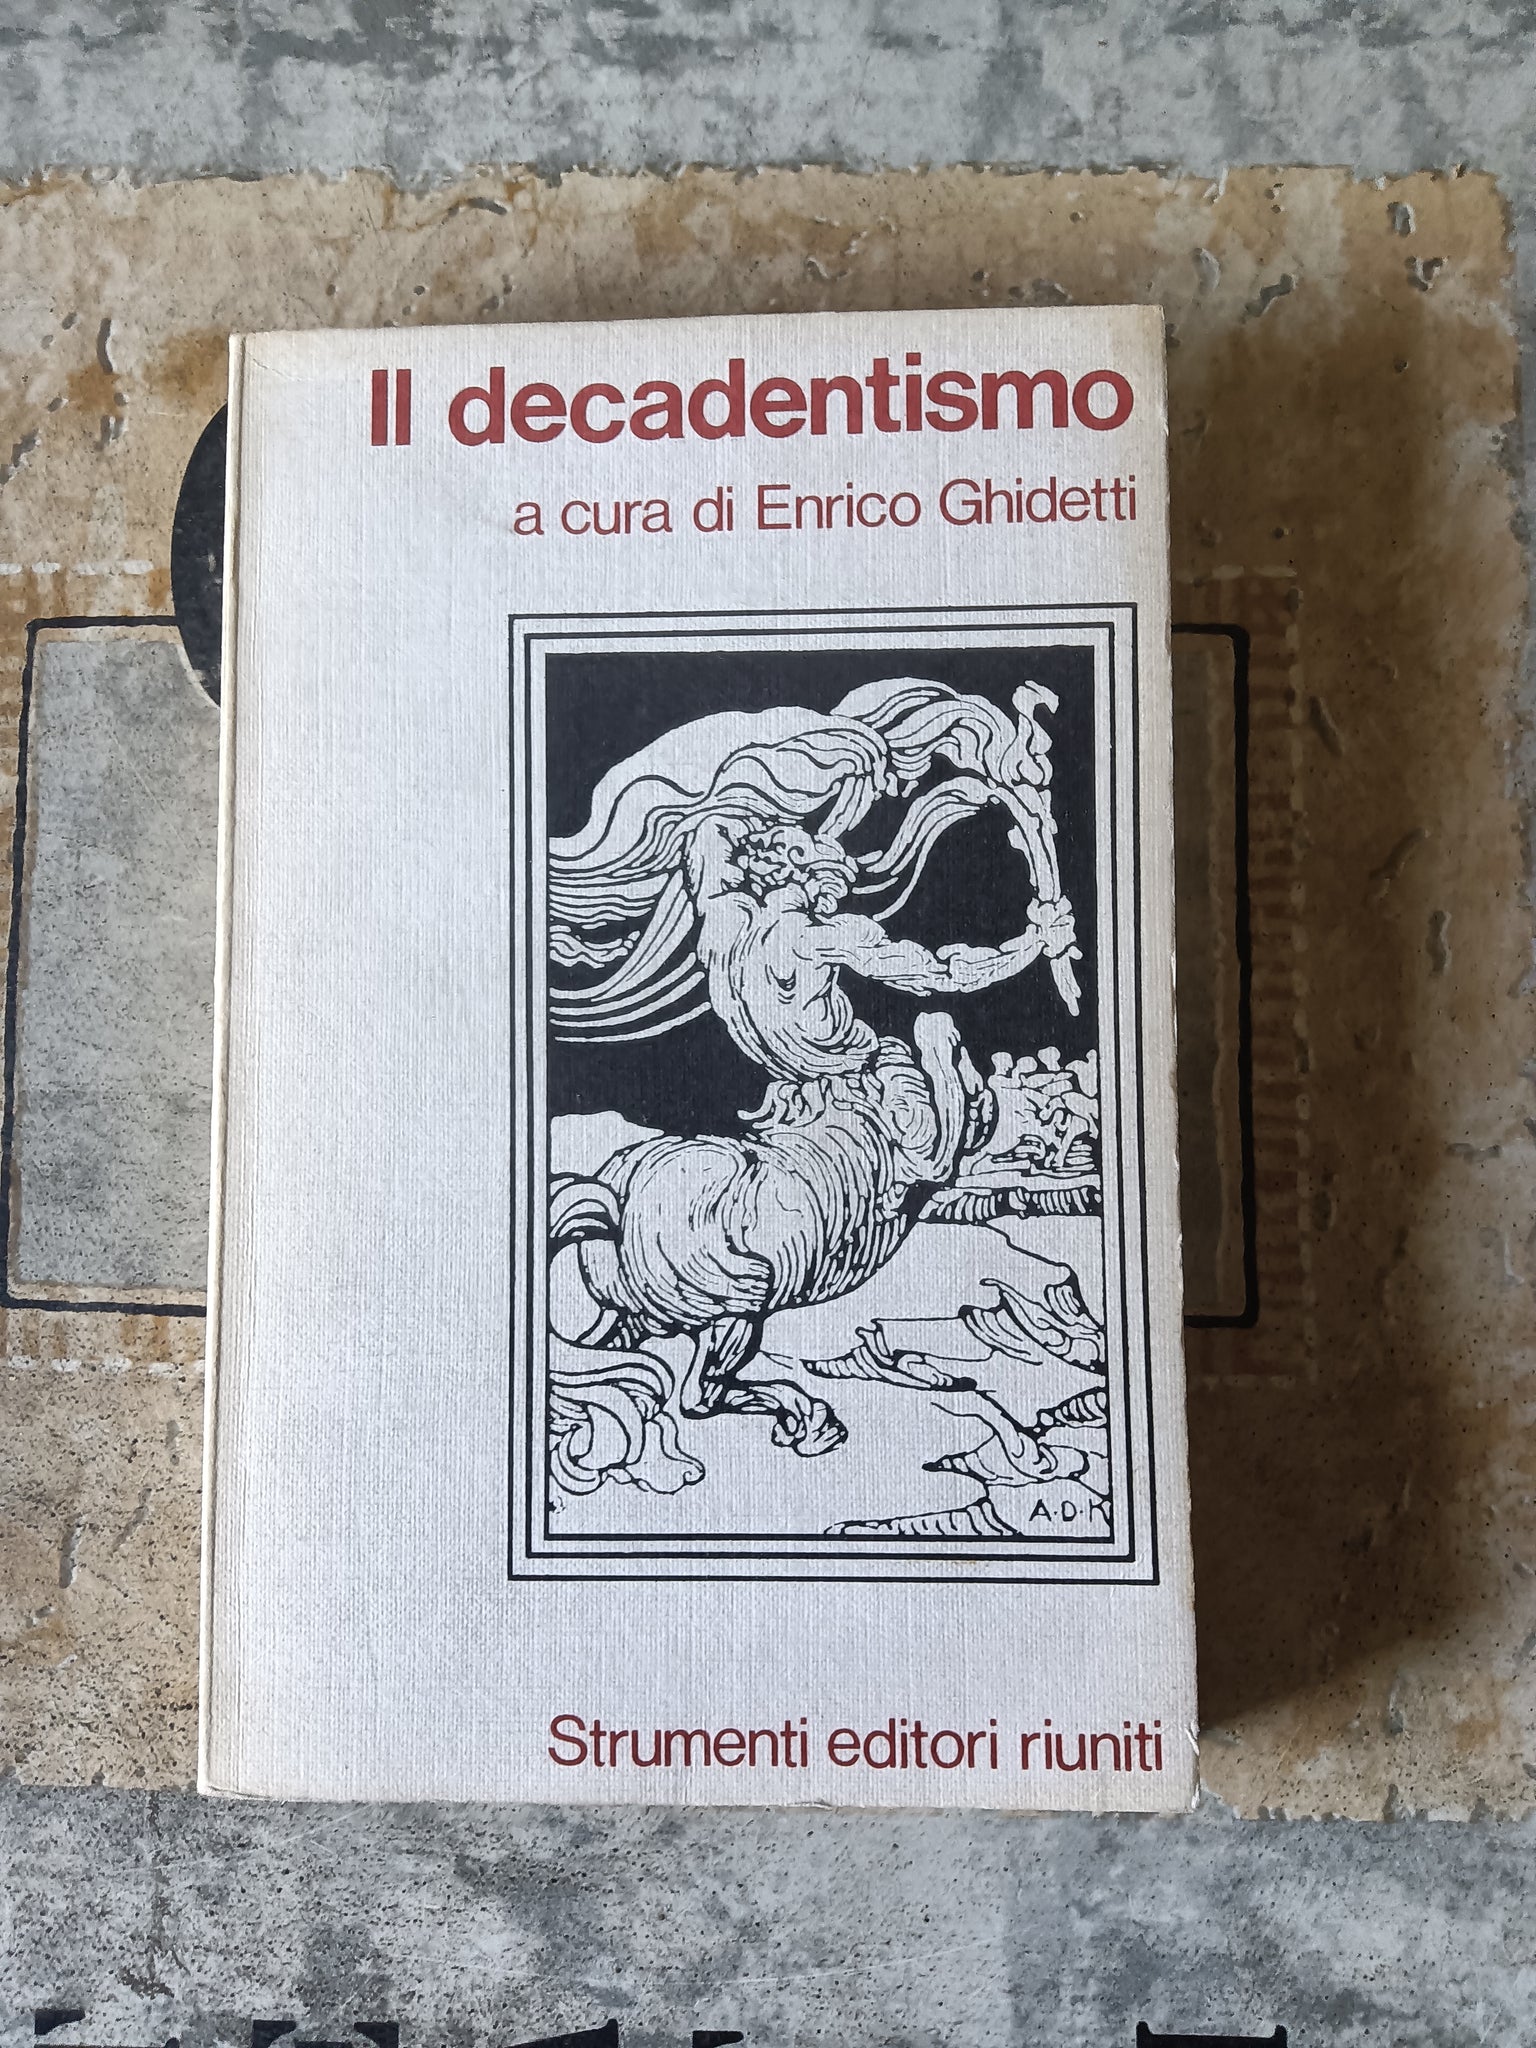 Il decadentismo
a cura di Enrico Ghidetti
A·D·K
Strumenti editori riuniti